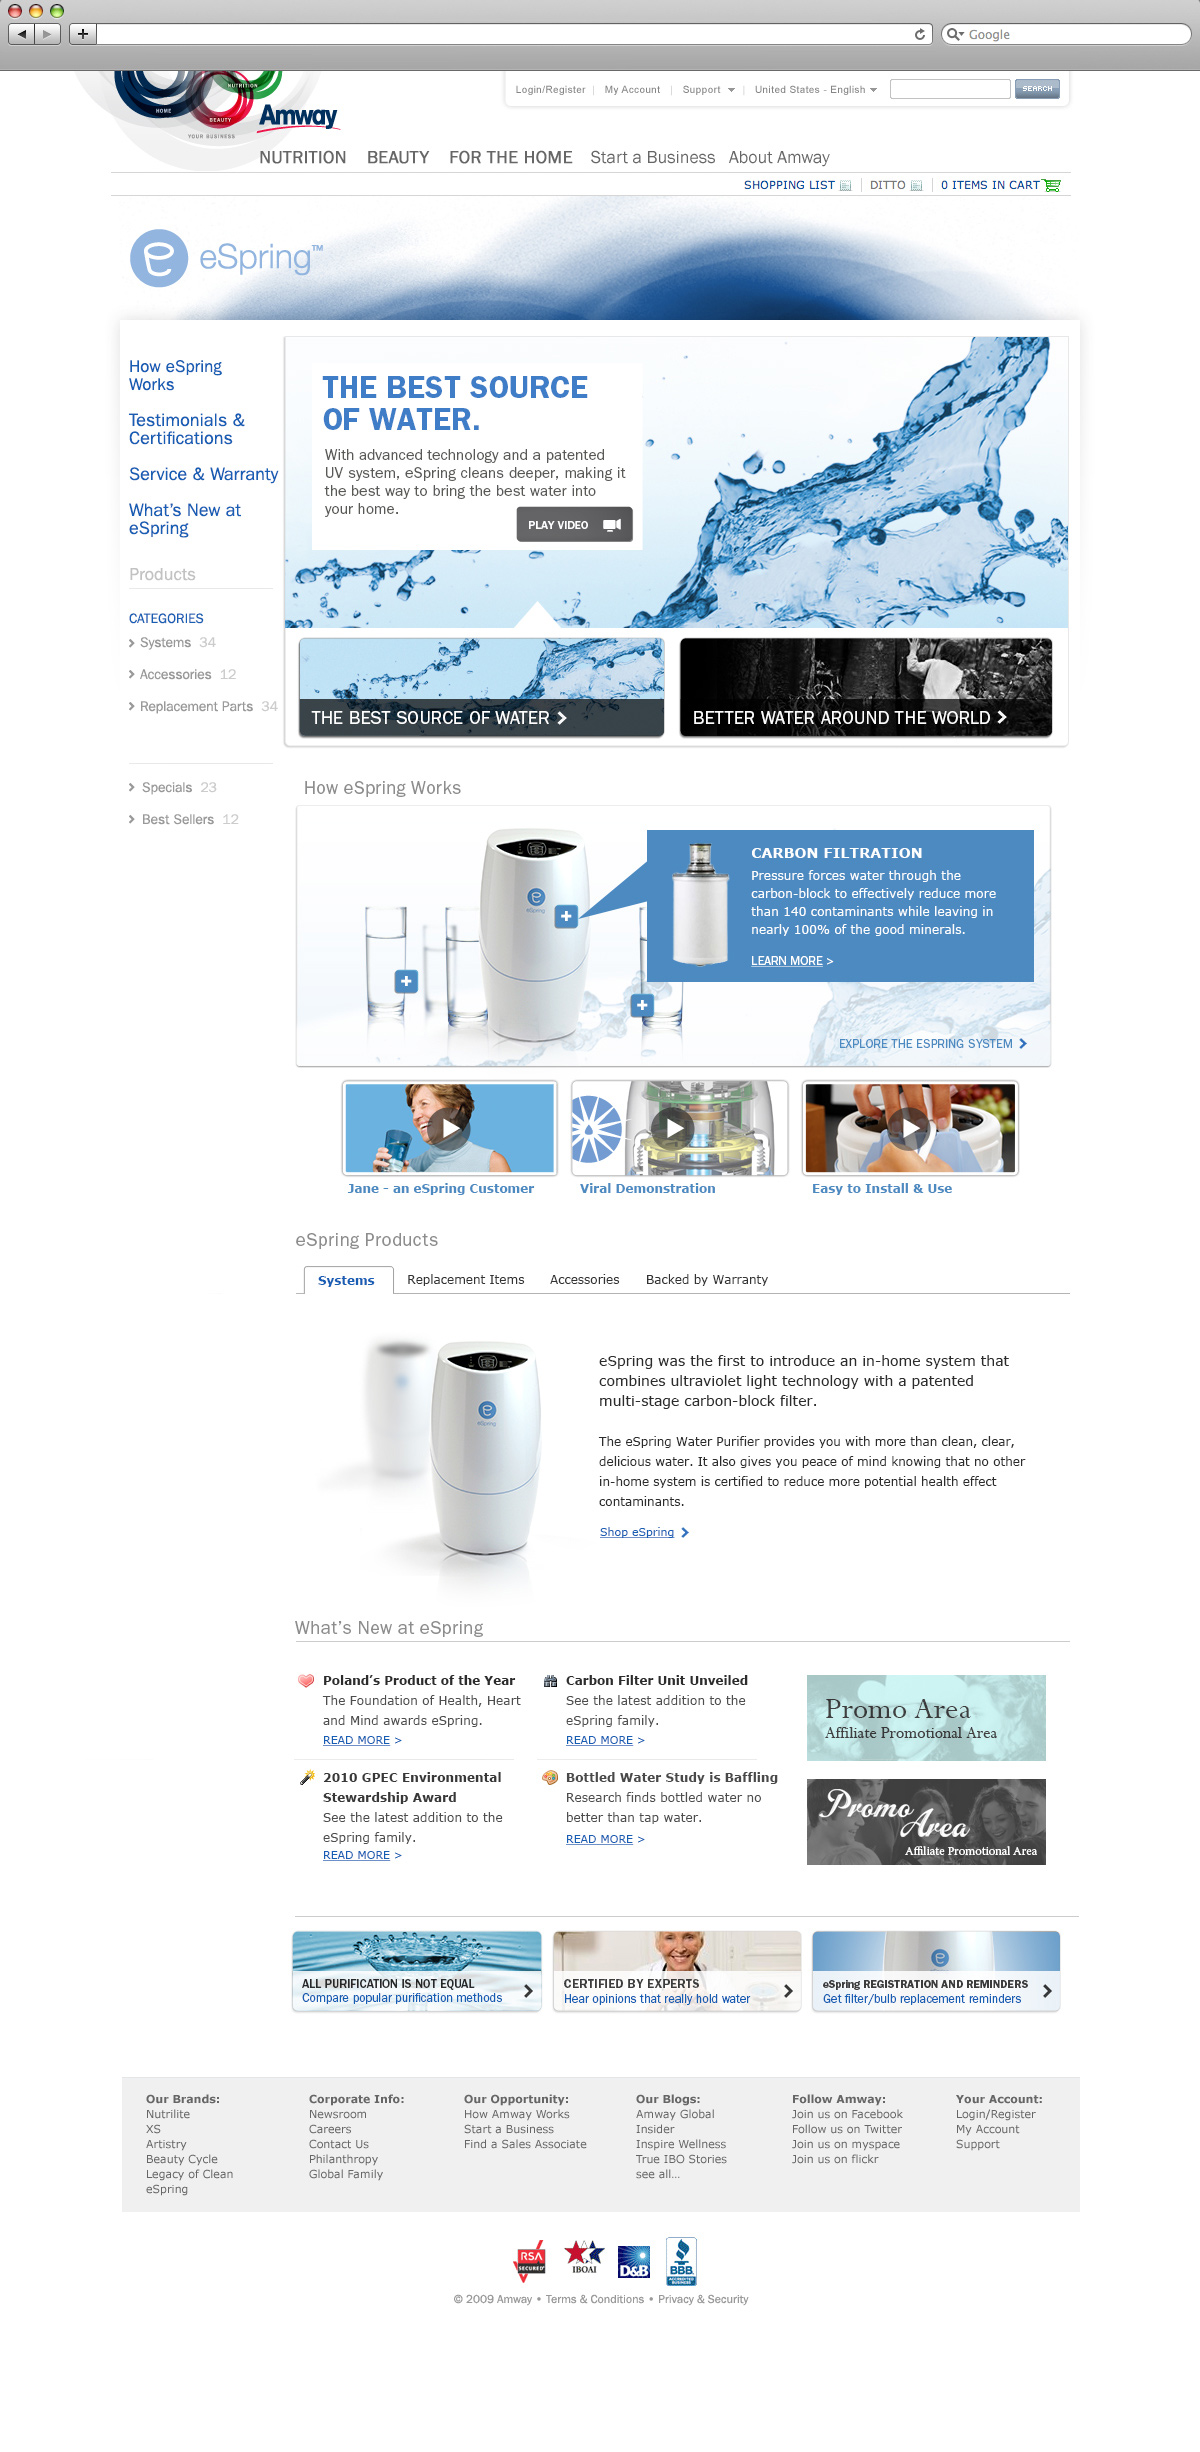 Google
NUTRITION
HOME
BEAUTY
YOUR BUSINESS
Amway
Login/Register
My Account
Support
United States - English
SEARCH
NUTRITION
BEAUTY
FOR THE HOME
Start a Business
About Amway
SHOPPING LIST
DITTO
0 ITEMS IN CART
eSpring™
How eSpring
Works
Testimonials &
Certifications
Service & Warranty
What's New at
eSpring
Products
CATEGORIES
Systems 34
Accessories 12
Replacement Parts 34
Specials 23
Best Sellers 12
THE BEST SOURCE
OF WATER.
With advanced technology and a patented
UV system, eSpring cleans deeper, making it
the best way to bring the best water into
your home.
PLAY VIDEO
THE BEST SOURCE OF WATER
BETTER WATER AROUND THE WORLD
How eSpring Works
eSpring
CARBON FILTRATION
Pressure forces water through the
carbon-block to effectively reduce more
than 140 contaminants while leaving in
nearly 100% of the good minerals.
LEARN MORE >
EXPLORE THE ESPRING SYSTEM
Jane - an eSpring Customer
Viral Demonstration
Easy to Install & Use
eSpring Products
Systems
Replacement Items
Accessories
Backed by Warranty
eSpring
eSpring was the first to introduce an in-home system that
combines ultraviolet light technology with a patented
multi-stage carbon-block filter.
The eSpring Water Purifier provides you with more than clean, clear,
delicious water. It also gives you peace of mind knowing that no other
in-home system is certified to reduce more potential health effect
contaminants.
Shop eSpring
What's New at eSpring
Poland's Product of the Year
The Foundation of Health, Heart
and Mind awards eSpring.
READ MORE >
Carbon Filter Unit Unveiled
See the latest addition to the
eSpring family.
READ MORE >
2010 GPEC Environmental
Stewardship Award
See the latest addition to the
eSpring family.
READ MORE >
Bottled Water Study is Baffling
Research finds bottled water no
better than tap water.
READ MORE >
Promo Area
Affiliate Promotional Area
Promo
Area
Affiliate Promotional Area
ALL PURIFICATION IS NOT EQUAL
Compare popular purification methods
CERTIFIED BY EXPERTS
Hear opinions that really hold water
eSpring REGISTRATION AND REMINDERS
Get filter/bulb replacement reminders
Our Brands:
Nutrilite
XS
Artistry
Beauty Cycle
Legacy of Clean
eSpring
Corporate Info:
Newsroom
Careers
Contact Us
Philanthropy
Global Family
Our Opportunity:
How Amway Works
Start a Business
Find a Sales Associate
Our Blogs:
Amway Global
Insider
Inspire Wellness
True IBO Stories
see all...
Follow Amway:
Join us on Facebook
Follow us on Twitter
Join us on myspace
Join us on flickr
Your Account:
Login/Register
My Account
Support
RSA
SECURED
IBOAI
D&B
BBB
ACCREDITED
BUSINESS
© 2009 Amway • Terms & Conditions • Privacy & Security